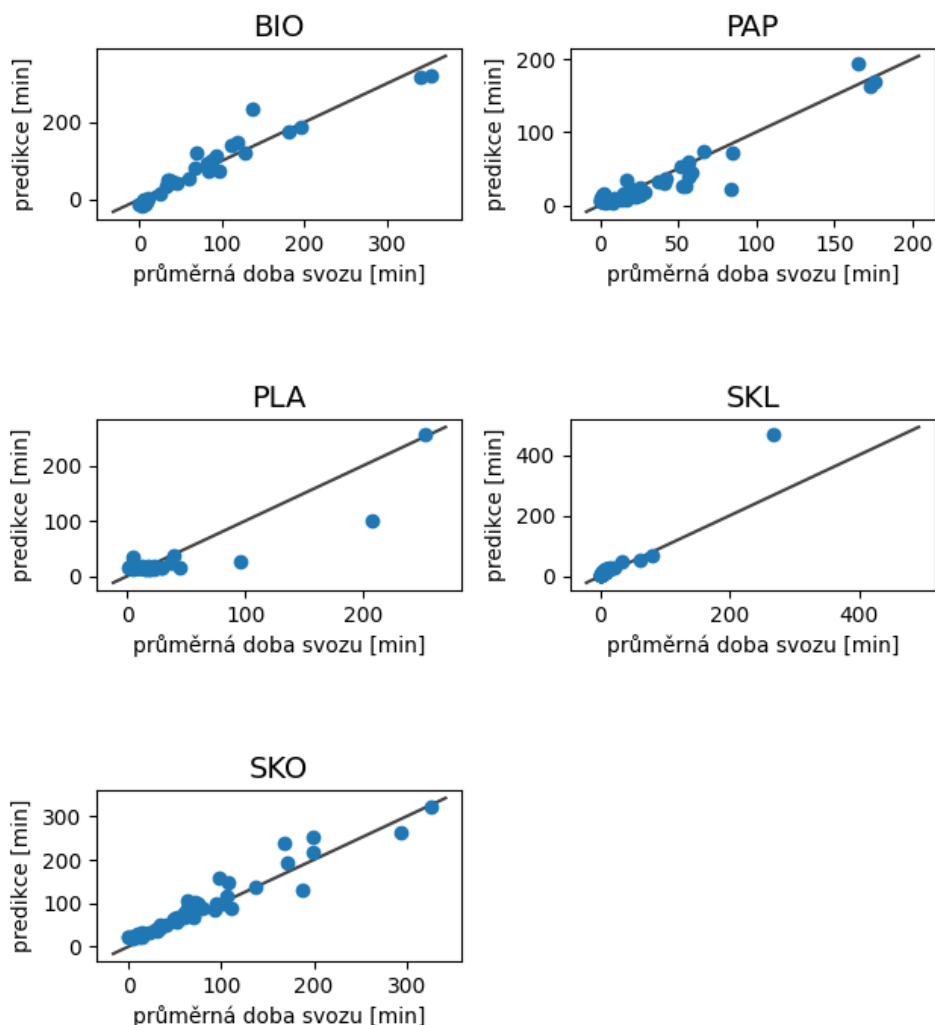 BIO
predikce [min]
200
0
0 100 200 300
průměrná doba svozu [min]
PAP
predikce [min]
200
100
0
0 50 100 150 200
průměrná doba svozu [min]
PLA
predikce [min]
200
100
0
0 100 200
průměrná doba svozu [min]
SKL
predikce [min]
400
200
0
0 200 400
průměrná doba svozu [min]
SKO
predikce [min]
300
200
100
0
0 100 200 300
průměrná doba svozu [min]